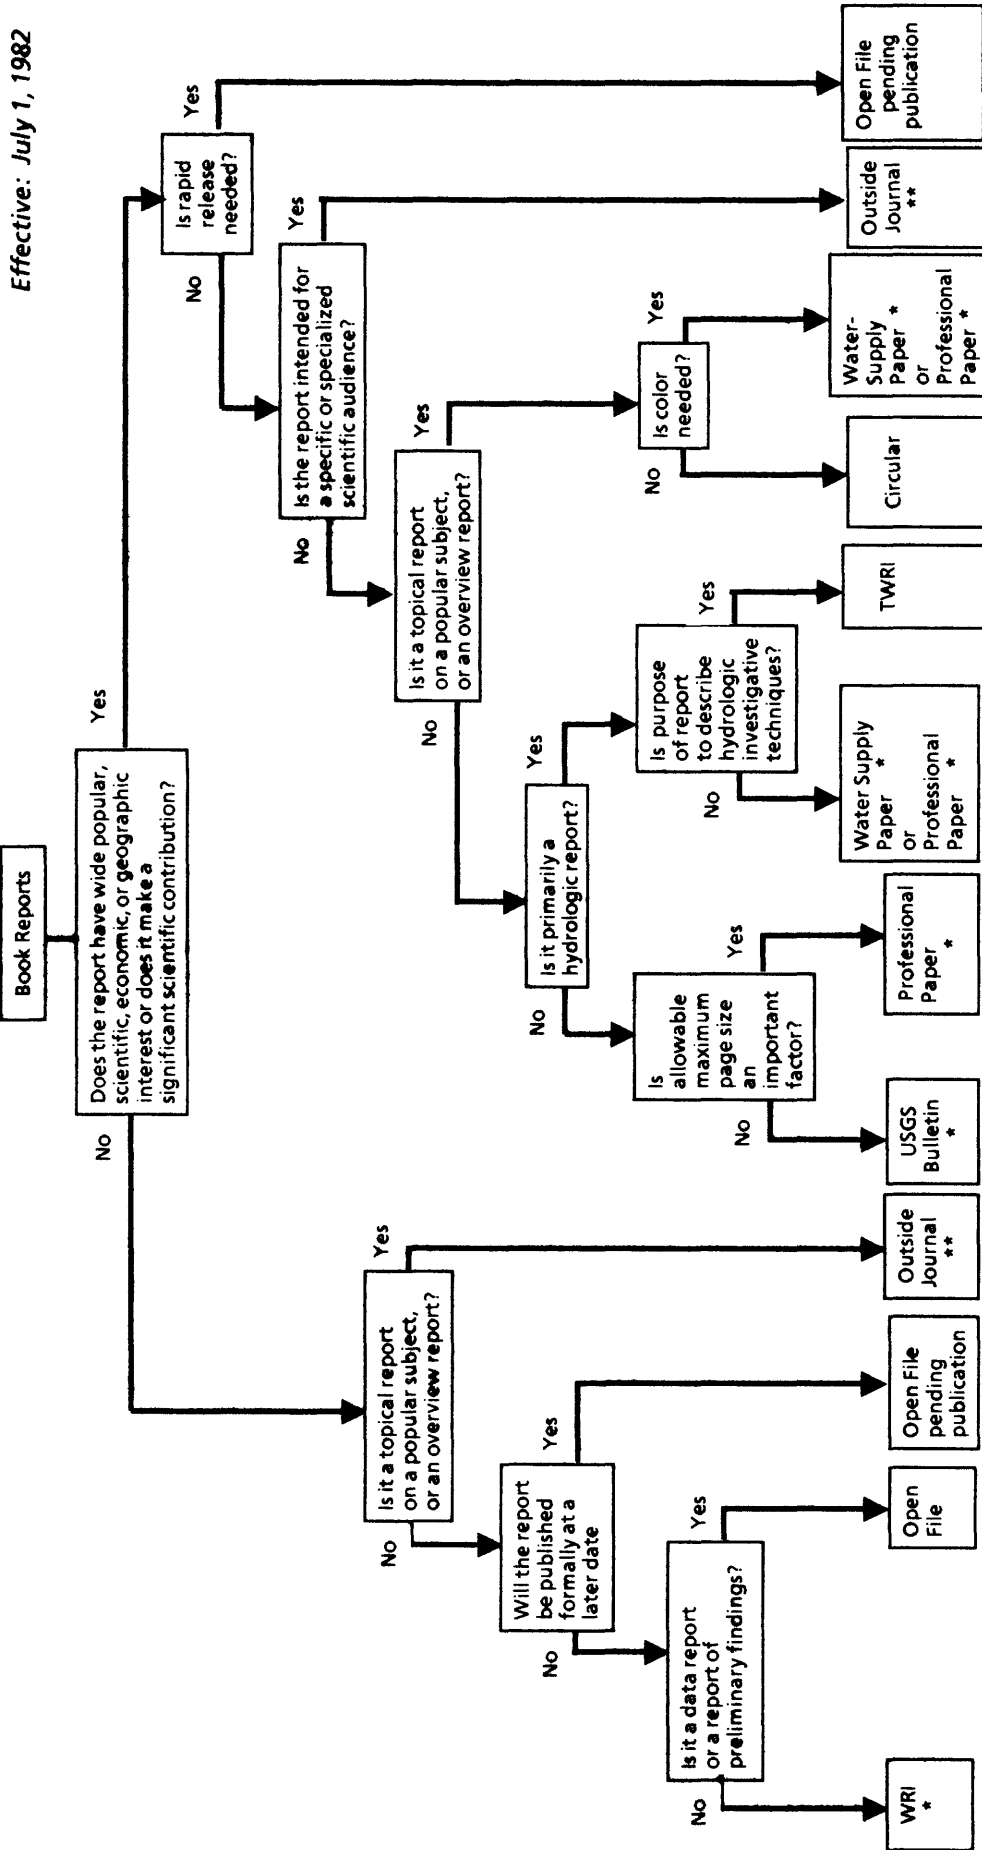 Effective: July 1, 1982
Book Reports
Does the report have wide popular,
scientific, economic, or geographic
interest or does it make a
significant scientific contribution?
No
Yes
Is rapid
release
needed?
No
Yes
Is the report intended for
a specific or specialized
scientific audience?
No
Yes
Is it a topical report
on a popular subject,
or an overview report?
No
Yes
Is it a topical report
on a popular subject,
or an overview report?
No
Yes
Will the report
be published
formally at a
later date
No
Yes
Is it primarily a
hydrologic report?
No
Yes
Is color
needed?
No
Yes
Is it a data report
or a report of
preliminary findings?
No
Yes
Is
allowable
maximum
page size
an
important
factor?
No
Yes
Is purpose
of report
to describe
hydrologic
investigative
techniques?
No
Yes
WRI
*
Open
File
Open File
pending
publication
Outside
Journal
**
USGS
Bulletin
*
Professional
Paper
*
Water Supply
Paper *
or
Professional
Paper *
TWRI
Circular
Water-
Supply
Paper *
or
Professional
Paper *
Outside
Journal
**
Open File
pending
publication